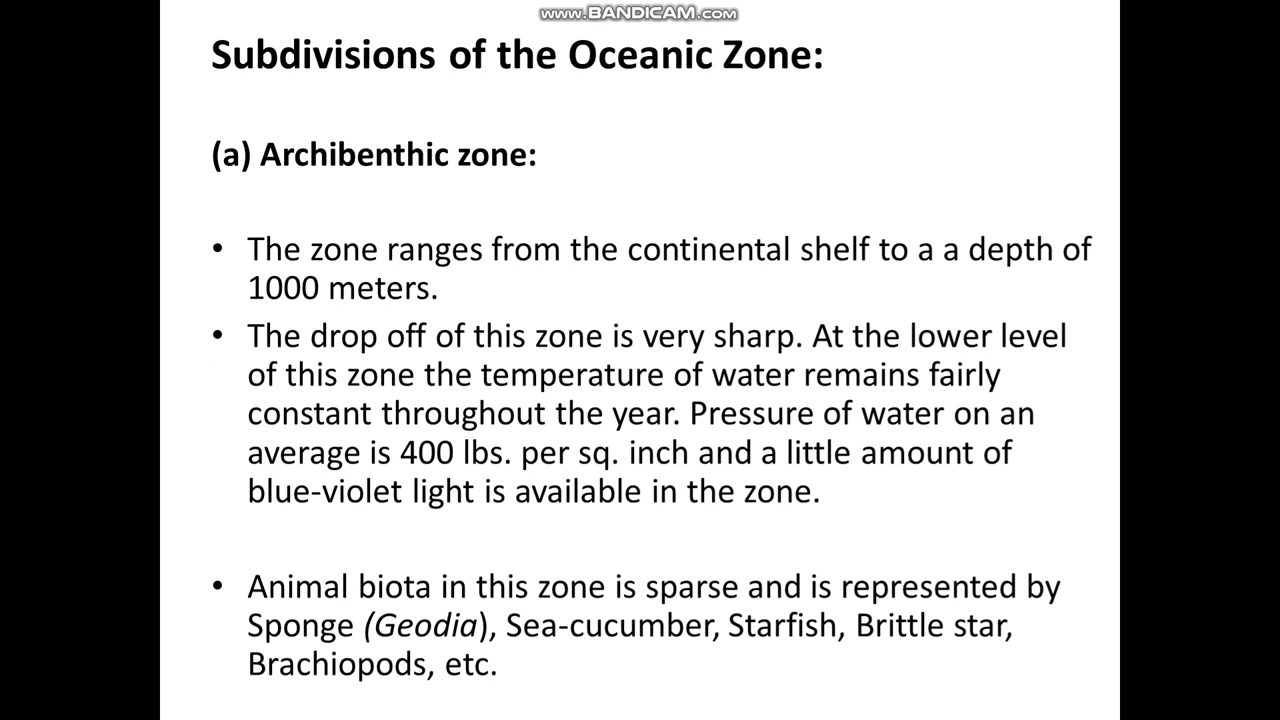 www.BANDICAM.com
Subdivisions of the Oceanic Zone:
(a) Archibenthic zone:
• The zone ranges from the continental shelf to a a depth of
1000 meters.
• The drop off of this zone is very sharp. At the lower level
of this zone the temperature of water remains fairly
constant throughout the year. Pressure of water on an
average is 400 lbs. per sq. inch and a little amount of
blue-violet light is available in the zone.
• Animal biota in this zone is sparse and is represented by
Sponge (Geodia), Sea-cucumber, Starfish, Brittle star,
Brachiopods, etc.